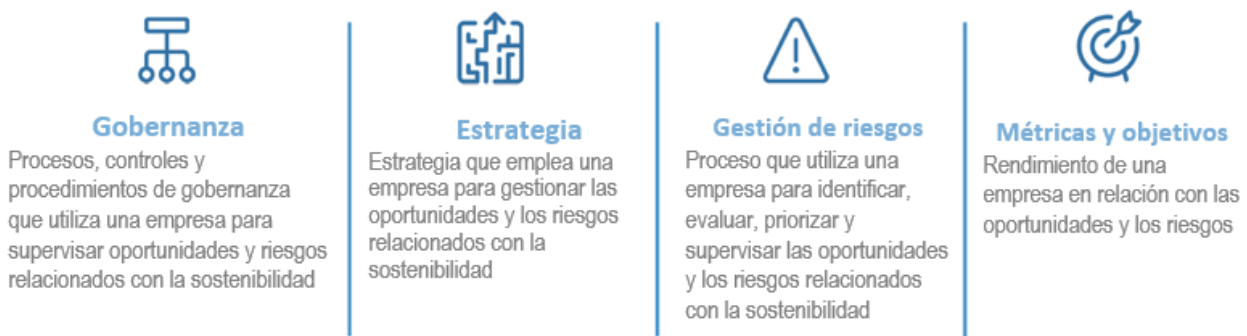 Gobernanza
Procesos, controles y
procedimientos de gobernanza
que utiliza una empresa para
supervisar oportunidades y riesgos
relacionados con la sostenibilidad
Estrategia
Estrategia que emplea una
empresa para gestionar las
oportunidades y los riesgos
relacionados con la
sostenibilidad
Gestión de riesgos
Proceso que utiliza una
empresa para identificar,
evaluar, priorizar y
supervisar las oportunidades
y los riesgos relacionados
con la sostenibilidad
Métricas y objetivos
Rendimiento de una
empresa en relación con las
oportunidades y los riesgos